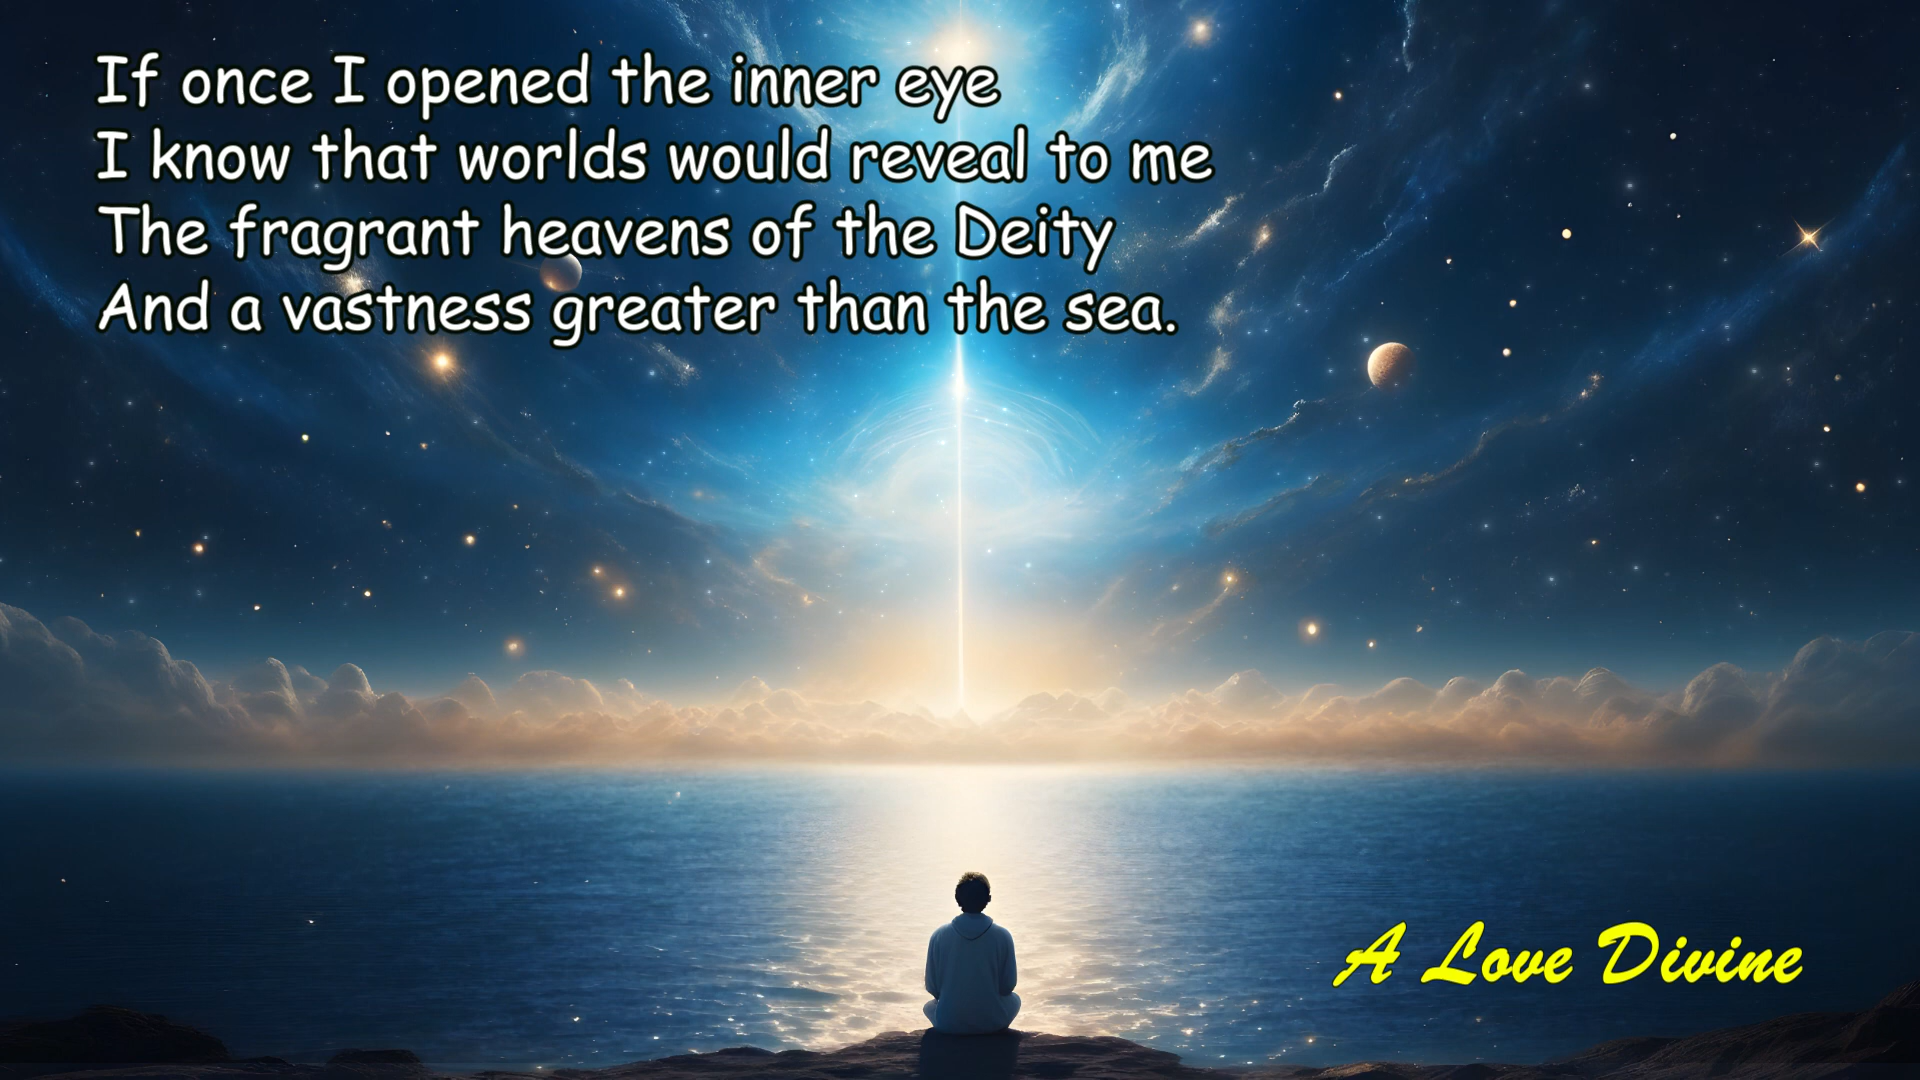 If once I opened the inner eye
I know that worlds would reveal to me
The fragrant heavens of the Deity
And a vastness greater than the sea.
A Love Divine